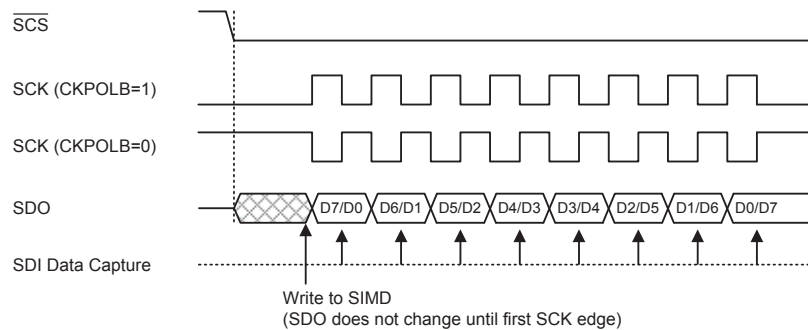 SCS
SCK (CKPOLB=1)
SCK (CKPOLB=0)
SDO
D7/D0 D6/D1 D5/D2 D4/D3 D3/D4 D2/D5 D1/D6 D0/D7
SDI Data Capture
Write to SIMD
(SDO does not change until first SCK edge)